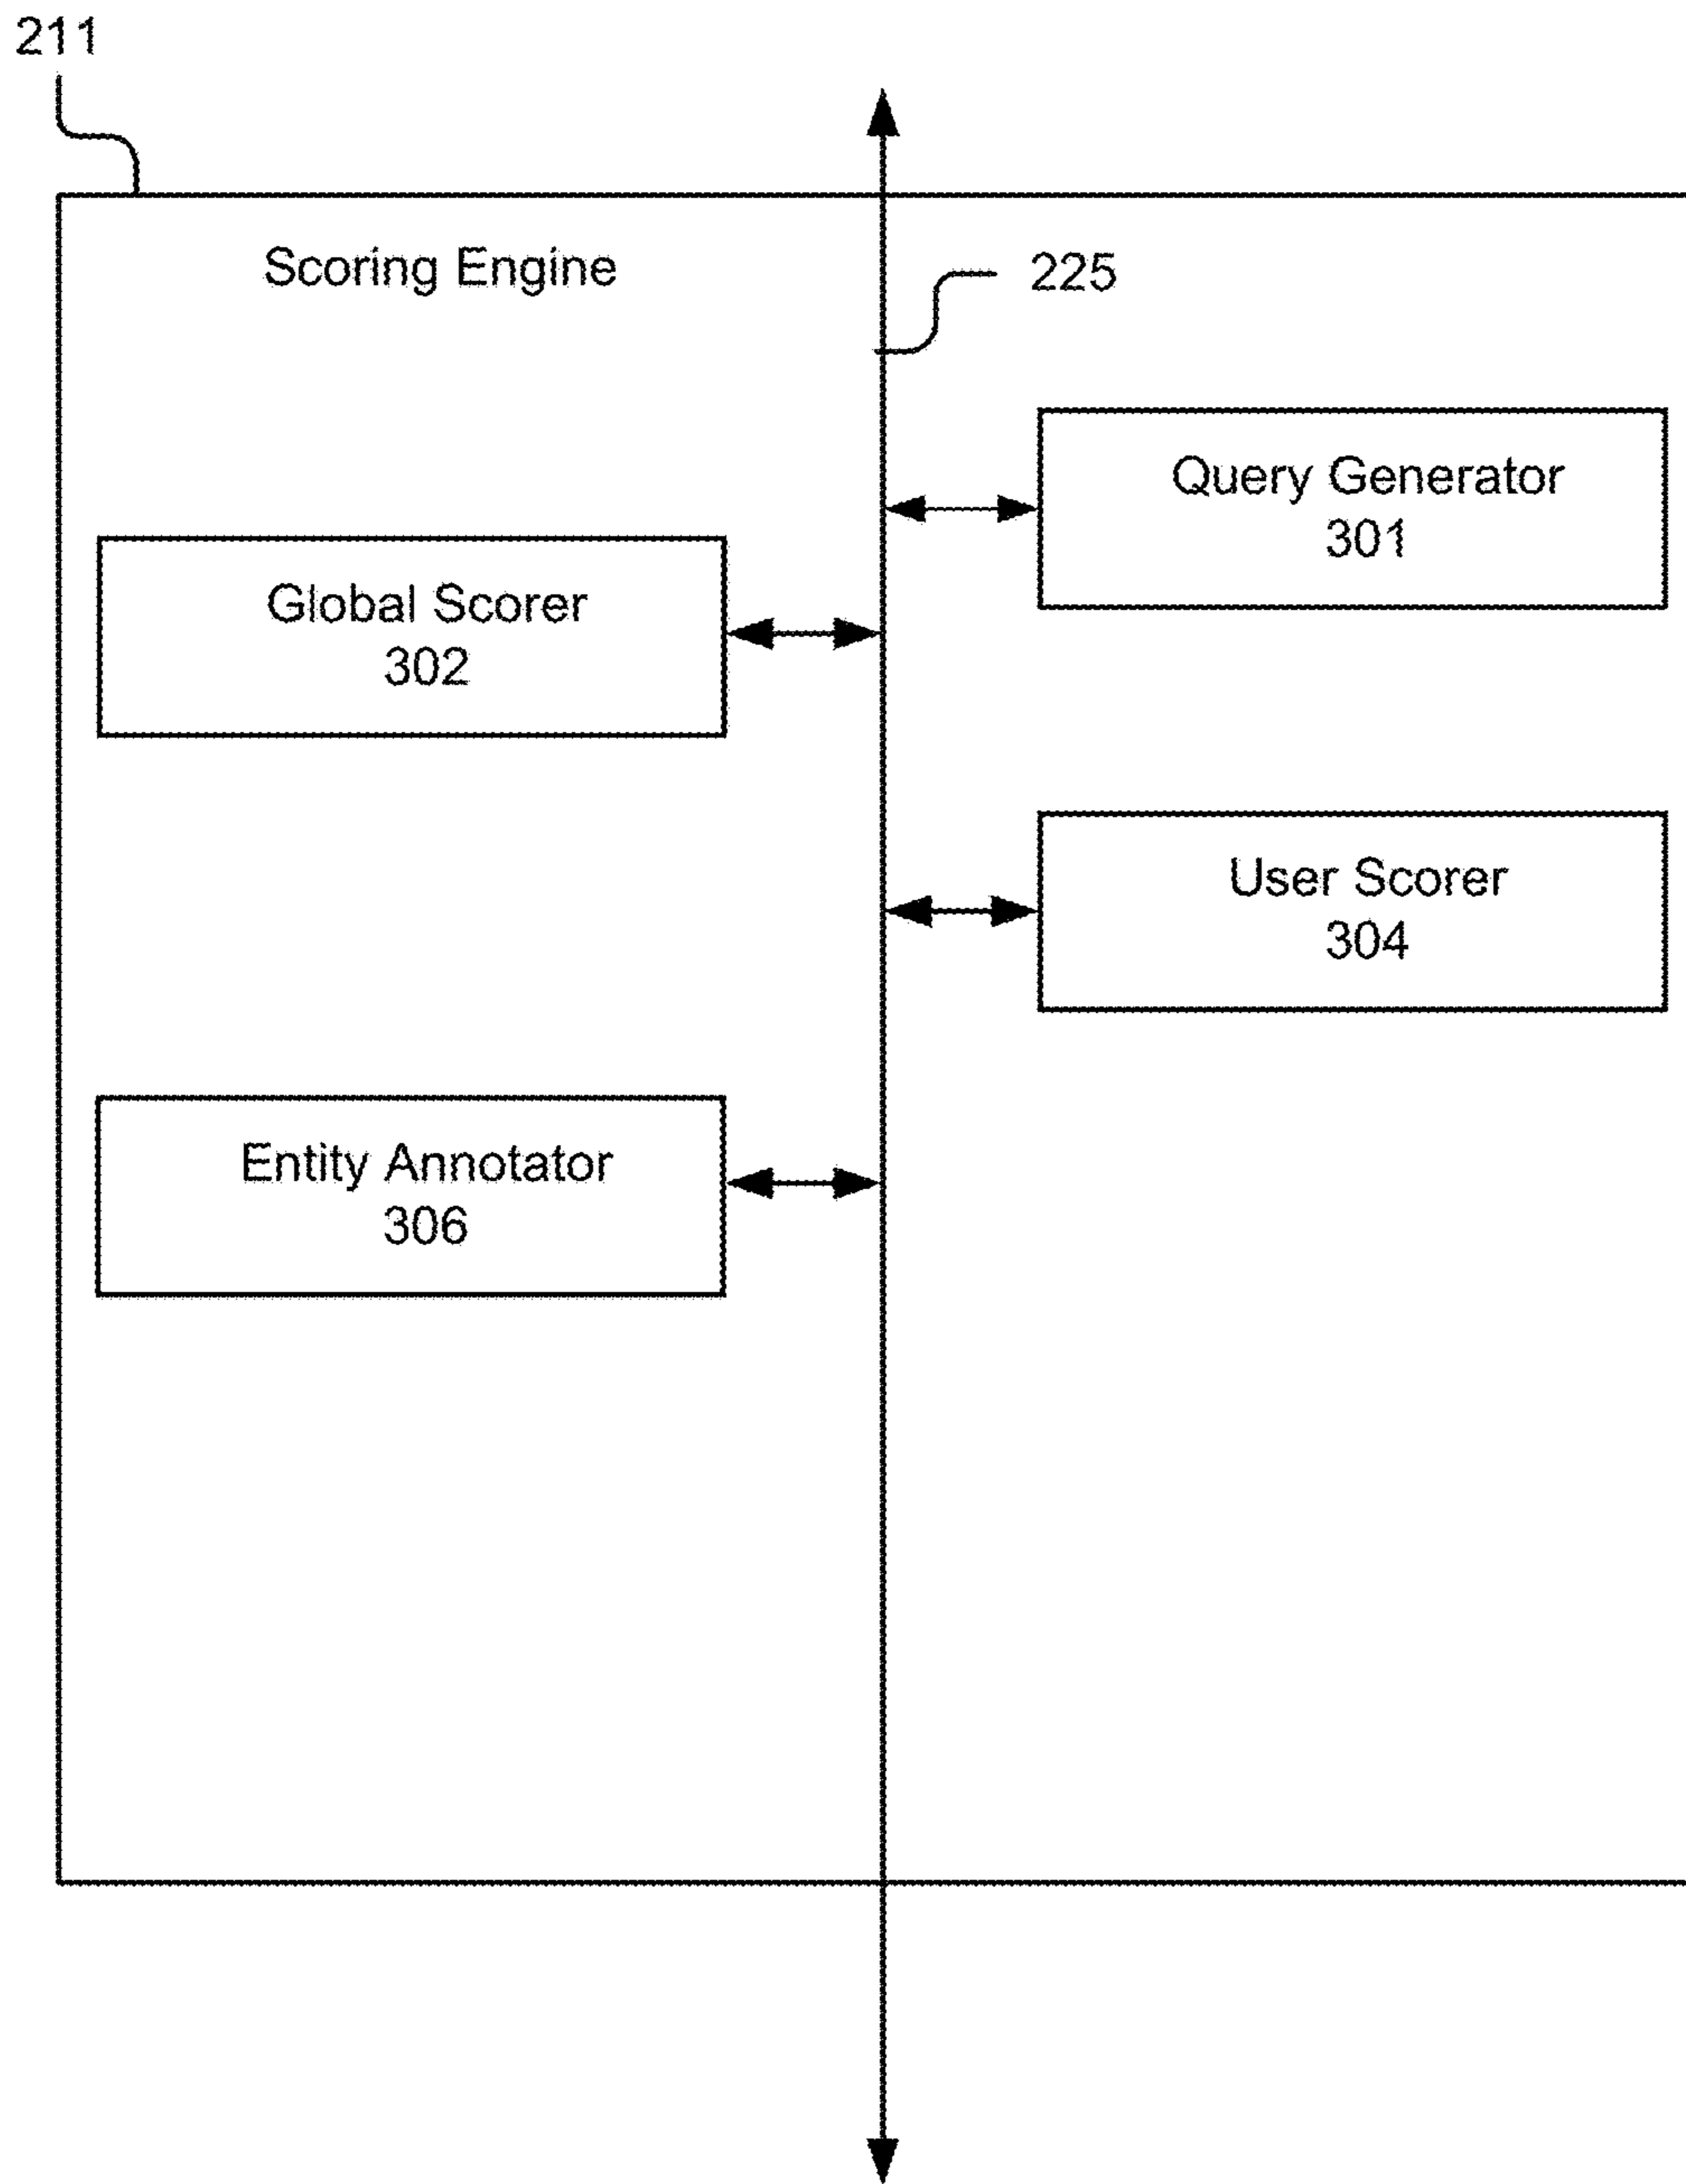 211
Scoring Engine
225
Query Generator
301
Global Scorer
302
User Scorer
304
Entity Annotator
306